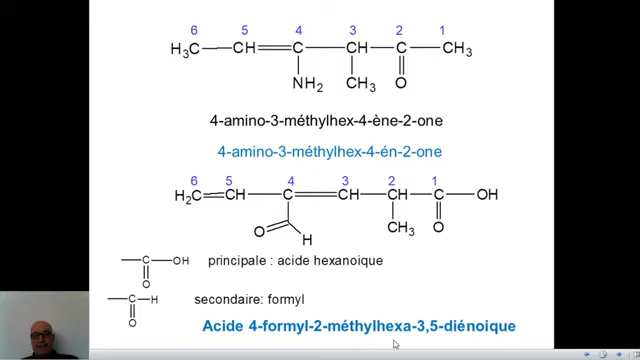 6 5 4 3 2 1
H3C CH C CH C CH3
NH2 CH3 O
4-amino-3-méthylhex-4-ène-2-one
4-amino-3-méthylhex-4-én-2-one
6 5 4 3 2 1
H2C CH C CH CH C OH
O H CH3 O
C OH principale : acide hexanoique
O
C H secondaire: formyl
O
Acide 4-formyl-2-méthylhexa-3,5-diénoique